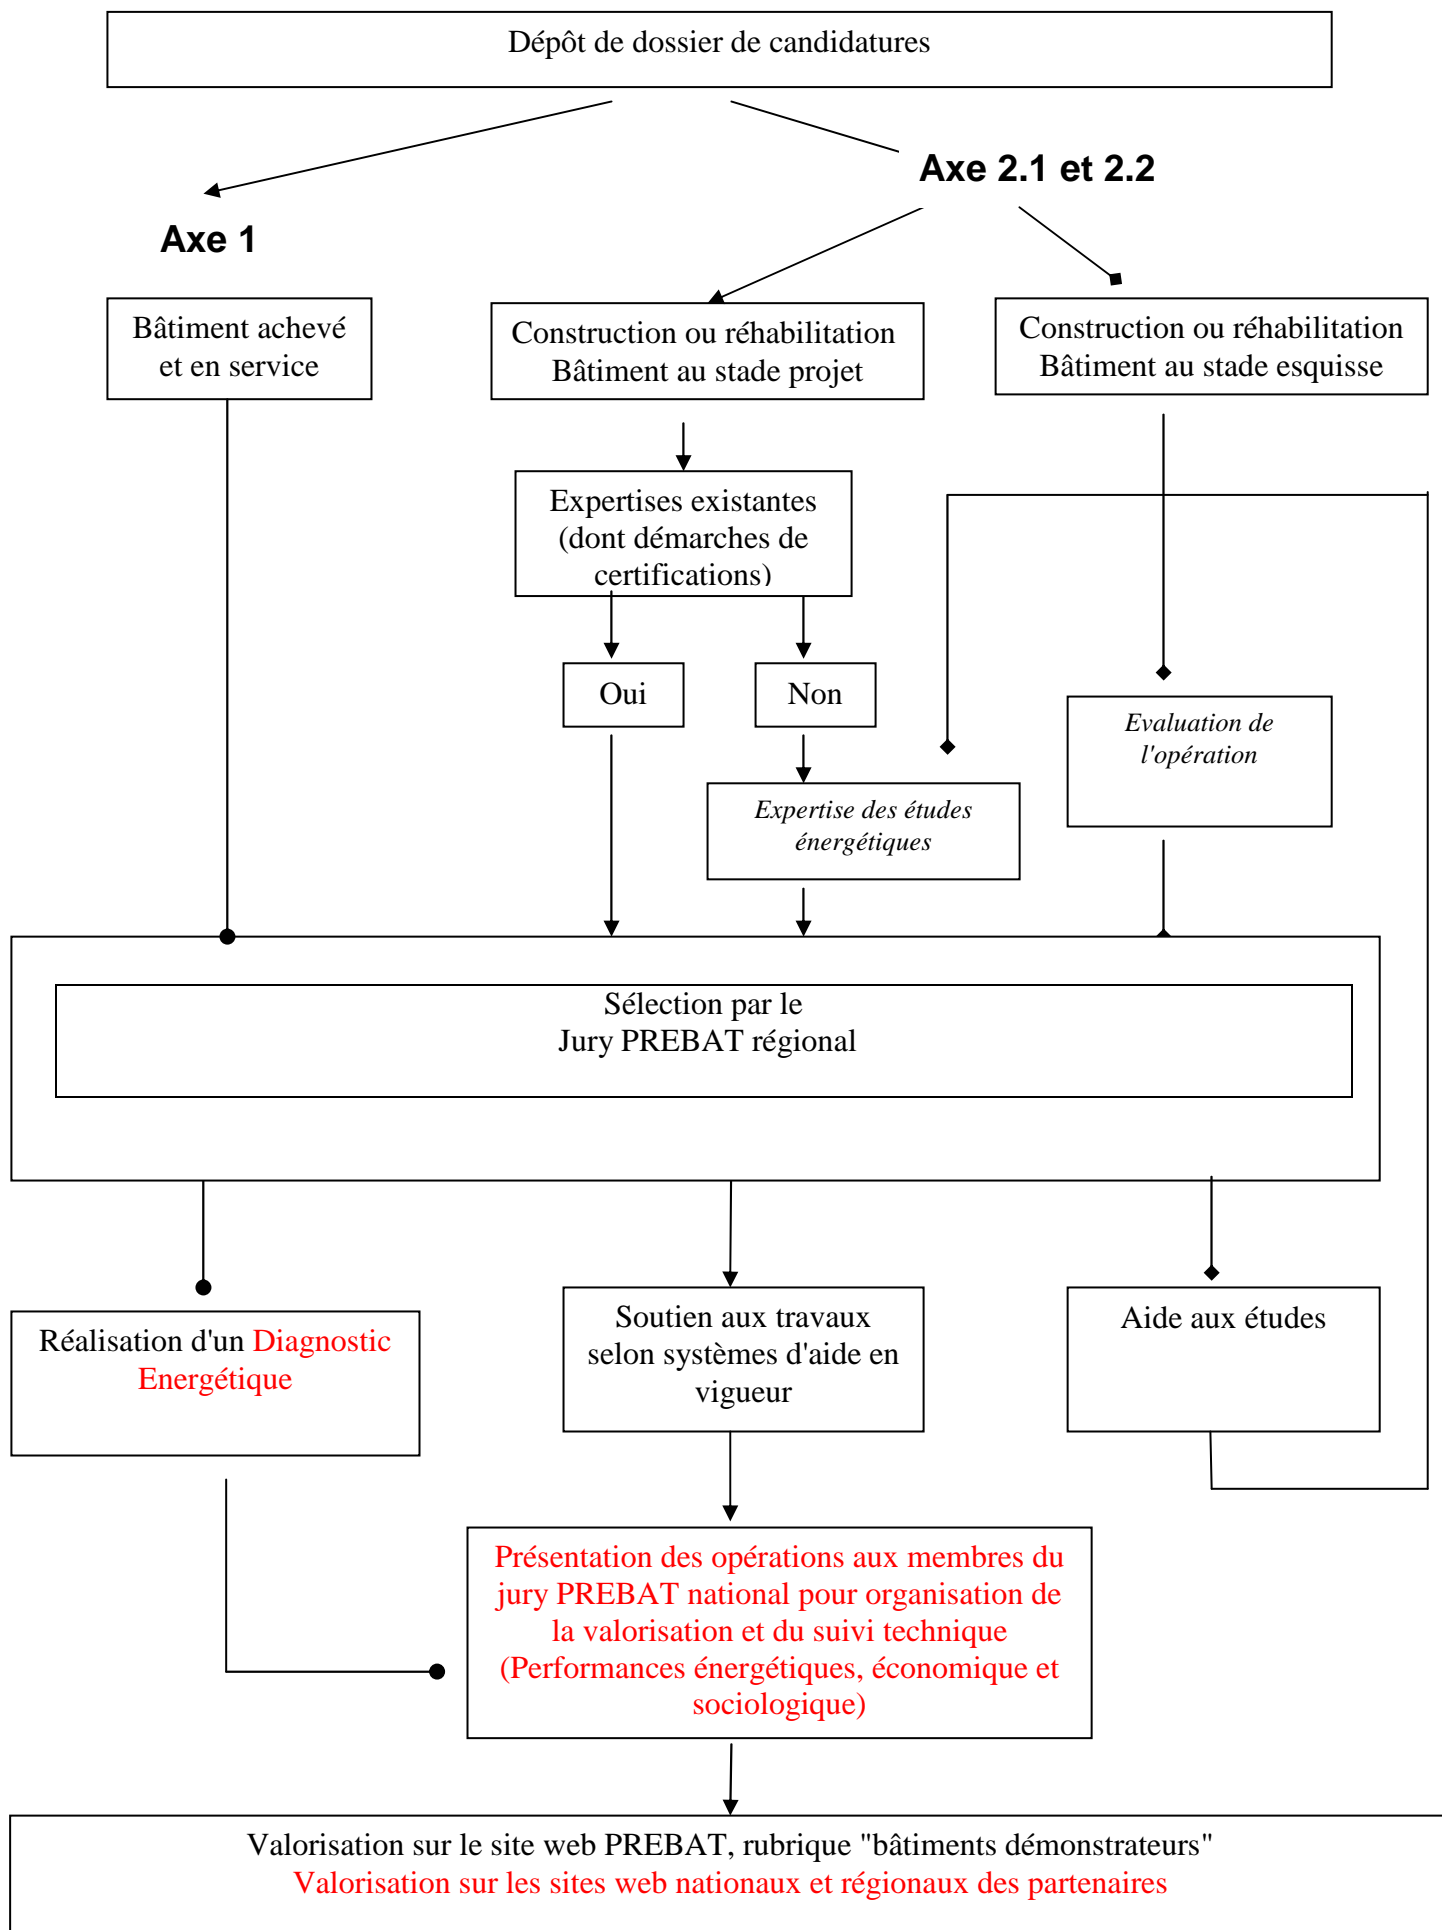 Dépôt de dossier de candidatures
Axe 2.1 et 2.2
Axe 1
Bâtiment achevé
et en service
Construction ou réhabilitation
Bâtiment au stade projet
Construction ou réhabilitation
Bâtiment au stade esquisse
Expertises existantes
(dont démarches de
certifications)
Oui
Non
Evaluation de
l'opération
Expertise des études
énergétiques
Sélection par le
Jury PREBAT régional
Réalisation d'un Diagnostic
Energétique
Soutien aux travaux
selon systèmes d'aide en
vigueur
Aide aux études
Présentation des opérations aux membres du
jury PREBAT national pour organisation de
la valorisation et du suivi technique
(Performances énergétiques, économique et
sociologique)
Valorisation sur le site web PREBAT, rubrique "bâtiments démonstrateurs"
Valorisation sur les sites web nationaux et régionaux des partenaires